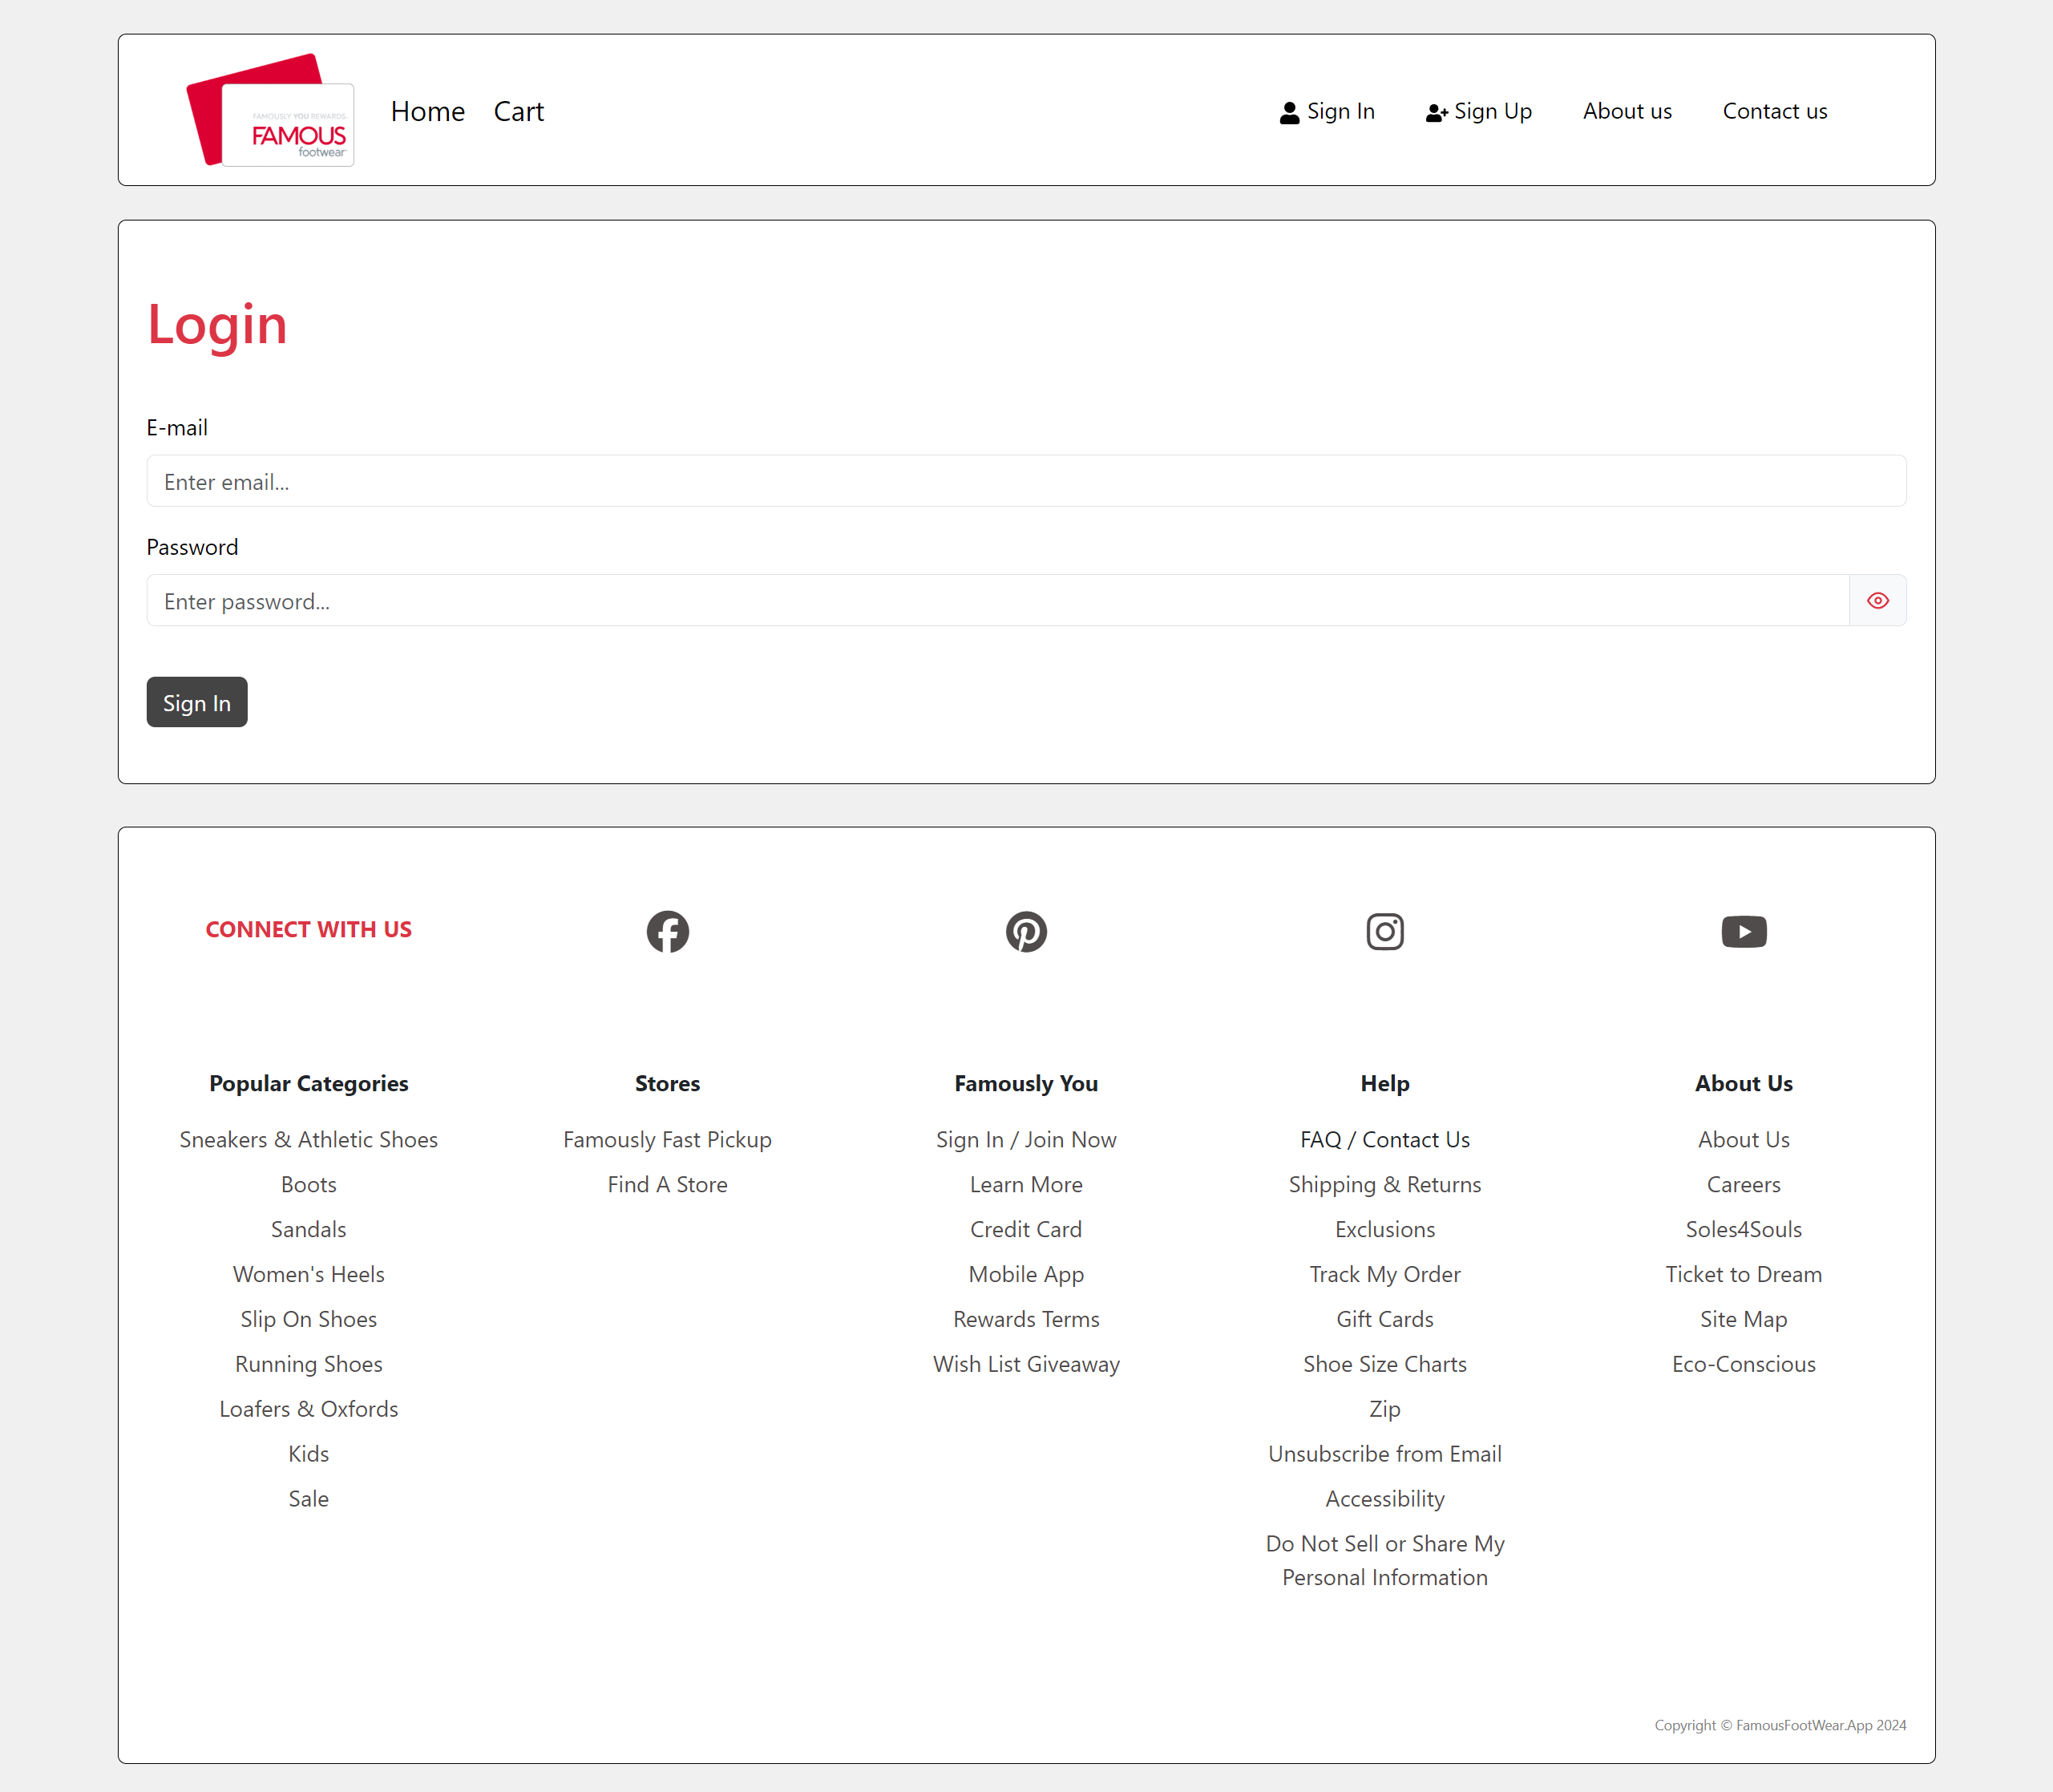 FAMOUSLY YOU REWARDS
FAMOUS
footwear
Home Cart
Sign In Sign Up About us Contact us
Login
E-mail
Enter email...
Password
Enter password...
Sign In
CONNECT WITH US
Popular Categories
Sneakers & Athletic Shoes
Boots
Sandals
Women's Heels
Slip On Shoes
Running Shoes
Loafers & Oxfords
Kids
Sale
Stores
Famously Fast Pickup
Find A Store
Famously You
Sign In / Join Now
Learn More
Credit Card
Mobile App
Rewards Terms
Wish List Giveaway
Help
FAQ / Contact Us
Shipping & Returns
Exclusions
Track My Order
Gift Cards
Shoe Size Charts
Zip
Unsubscribe from Email
Accessibility
Do Not Sell or Share My
Personal Information
About Us
About Us
Careers
Soles4Souls
Ticket to Dream
Site Map
Eco-Conscious
Copyright © FamousFootWear.App 2024